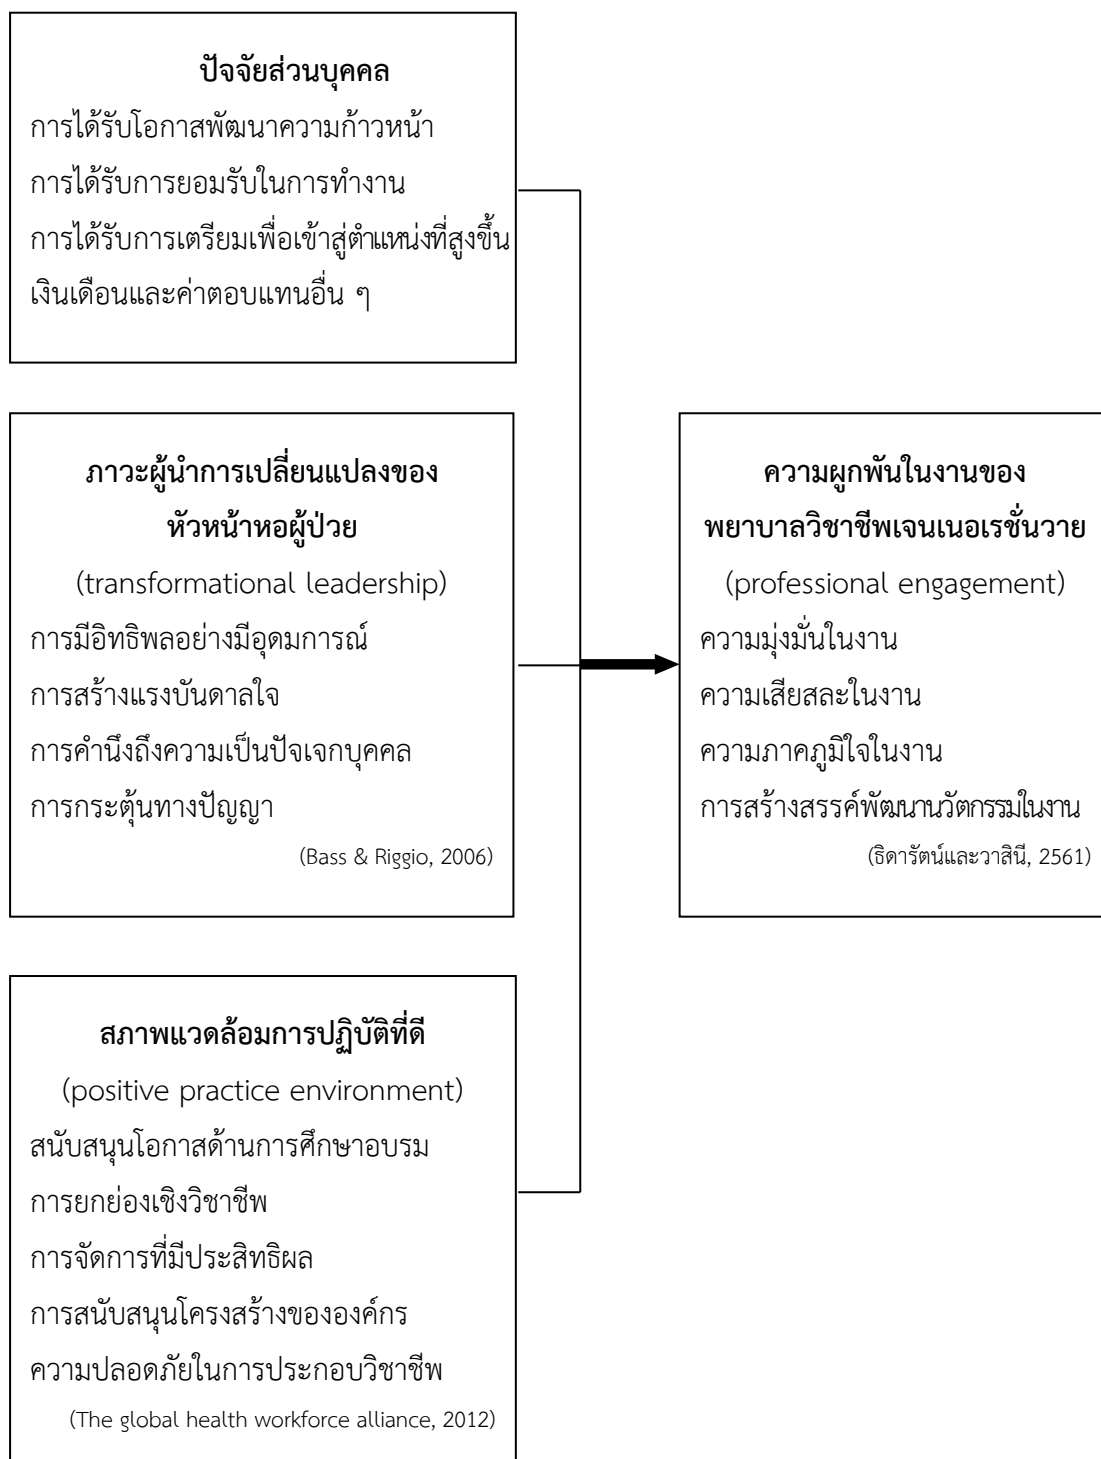 ปัจจัยส่วนบุคคล
การได้รับโอกาสพัฒนาความก้าวหน้า
การได้รับการยอมรับในการทำงาน
การได้รับการเตรียมเพื่อเข้าสู่ตำแหน่งที่สูงขึ้น
เงินเดือนและค่าตอบแทนอื่น ๆ
ภาวะผู้นำการเปลี่ยนแปลงของ
หัวหน้าหอผู้ป่วย
(transformational leadership)
การมีอิทธิพลอย่างมีอุดมการณ์
การสร้างแรงบันดาลใจ
การคำนึงถึงความเป็นปัจเจกบุคคล
การกระตุ้นทางปัญญา
(Bass & Riggio, 2006)
ความผูกพันในงานของ
พยาบาลวิชาชีพเจนเนอเรชั่นวาย
(professional engagement)
ความมุ่งมั่นในงาน
ความเสียสละในงาน
ความภาคภูมิใจในงาน
การสร้างสรรค์พัฒนานวัตกรรมในงาน
(ธิดารัตน์และวาสินี, 2561)
สภาพแวดล้อมการปฏิบัติที่ดี
(positive practice environment)
สนับสนุนโอกาสด้านการศึกษาอบรม
การยกย่องเชิงวิชาชีพ
การจัดการที่มีประสิทธิผล
การสนับสนุนโครงสร้างขององค์กร
ความปลอดภัยในการประกอบวิชาชีพ
(The global health workforce alliance, 2012)